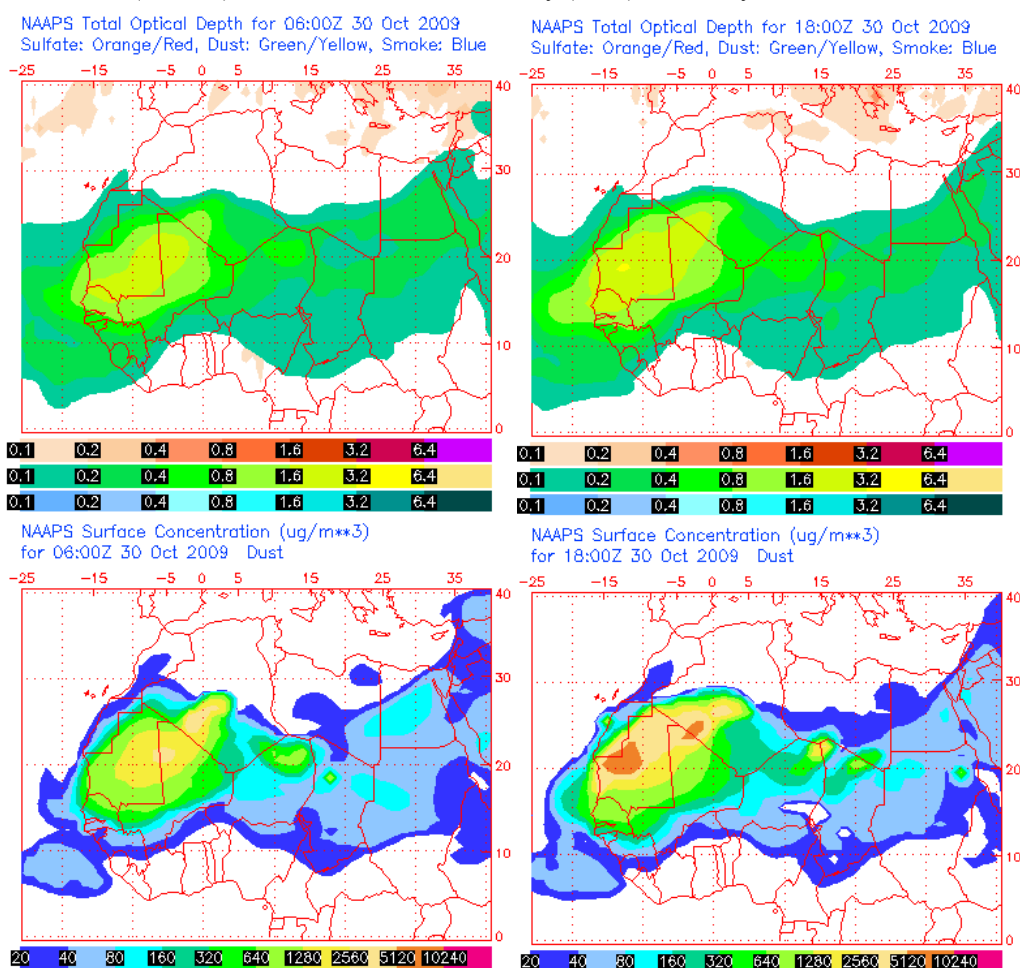 NAAPS Total Optical Depth for 06:00Z 30 Oct 2009
Sulfate: Orange/Red, Dust: Green/Yellow, Smoke: Blue
-25 -15 -5 0 5 15 25 35
40
30
20
10
0
0.1 0.2 0.4 0.8 1.6 3.2 6.4
0.1 0.2 0.4 0.8 1.6 3.2 6.4
0.1 0.2 0.4 0.8 1.6 3.2 6.4
NAAPS Total Optical Depth for 18:00Z 30 Oct 2009
Sulfate: Orange/Red, Dust: Green/Yellow, Smoke: Blue
-25 -15 -5 0 5 15 25 35
40
30
20
10
0
0.1 0.2 0.4 0.8 1.6 3.2 6.4
0.1 0.2 0.4 0.8 1.6 3.2 6.4
0.1 0.2 0.4 0.8 1.6 3.2 6.4
NAAPS Surface Concentration (ug/m**3)
for 06:00Z 30 Oct 2009 Dust
-25 -15 -5 0 5 15 25 35
40
30
20
10
0
20 40 80 160 320 640 1280 2560 5120 10240
NAAPS Surface Concentration (ug/m**3)
for 18:00Z 30 Oct 2009 Dust
-25 -15 -5 0 5 15 25 35
40
30
20
10
0
20 40 80 160 320 640 1280 2560 5120 10240